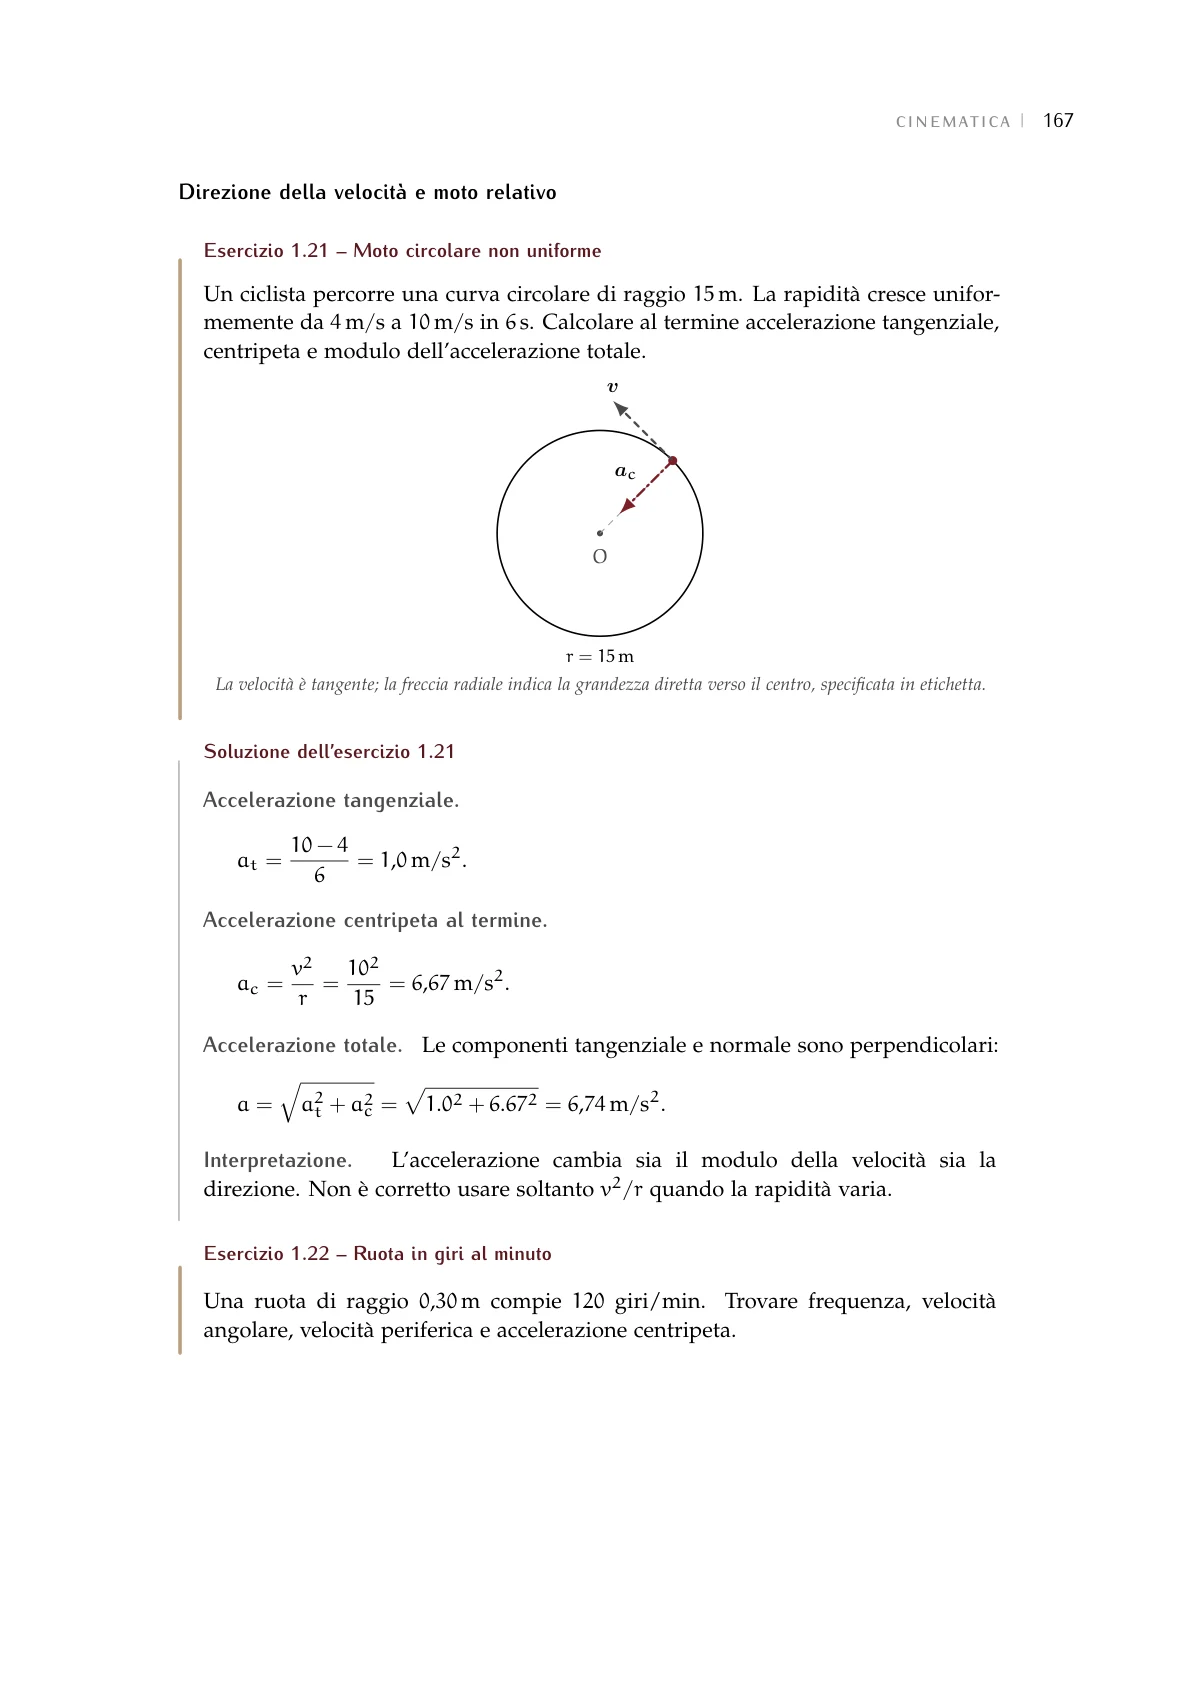 CINEMATICA | 167
Direzione della velocità e moto relativo
Esercizio 1.21 – Moto circolare non uniforme
Un ciclista percorre una curva circolare di raggio 15 m. La rapidità cresce unifor-
memente da 4 m/s a 10 m/s in 6 s. Calcolare al termine accelerazione tangenziale,
centripeta e modulo dell'accelerazione totale.
v
a_c
O
r = 15 m
La velocità è tangente; la freccia radiale indica la grandezza diretta verso il centro, specificata in etichetta.
Soluzione dell'esercizio 1.21
Accelerazione tangenziale.
a_t = (10 − 4)/6 = 1,0 m/s².
Accelerazione centripeta al termine.
a_c = v²/r = 10²/15 = 6,67 m/s².
Accelerazione totale. Le componenti tangenziale e normale sono perpendicolari:
a = √(a_t² + a_c²) = √(1.0² + 6.67²) = 6,74 m/s².
Interpretazione. L'accelerazione cambia sia il modulo della velocità sia la
direzione. Non è corretto usare soltanto v²/r quando la rapidità varia.
Esercizio 1.22 – Ruota in giri al minuto
Una ruota di raggio 0,30 m compie 120 giri/min. Trovare frequenza, velocità
angolare, velocità periferica e accelerazione centripeta.